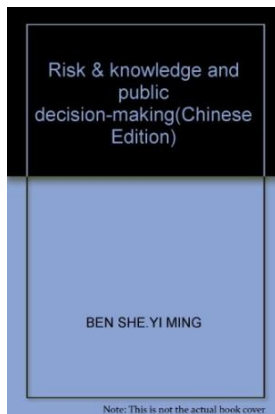 Risk & knowledge and
public
decision-making(Chinese
Edition)
BEN SHE.YI MING
Note: This is not the actual book cover